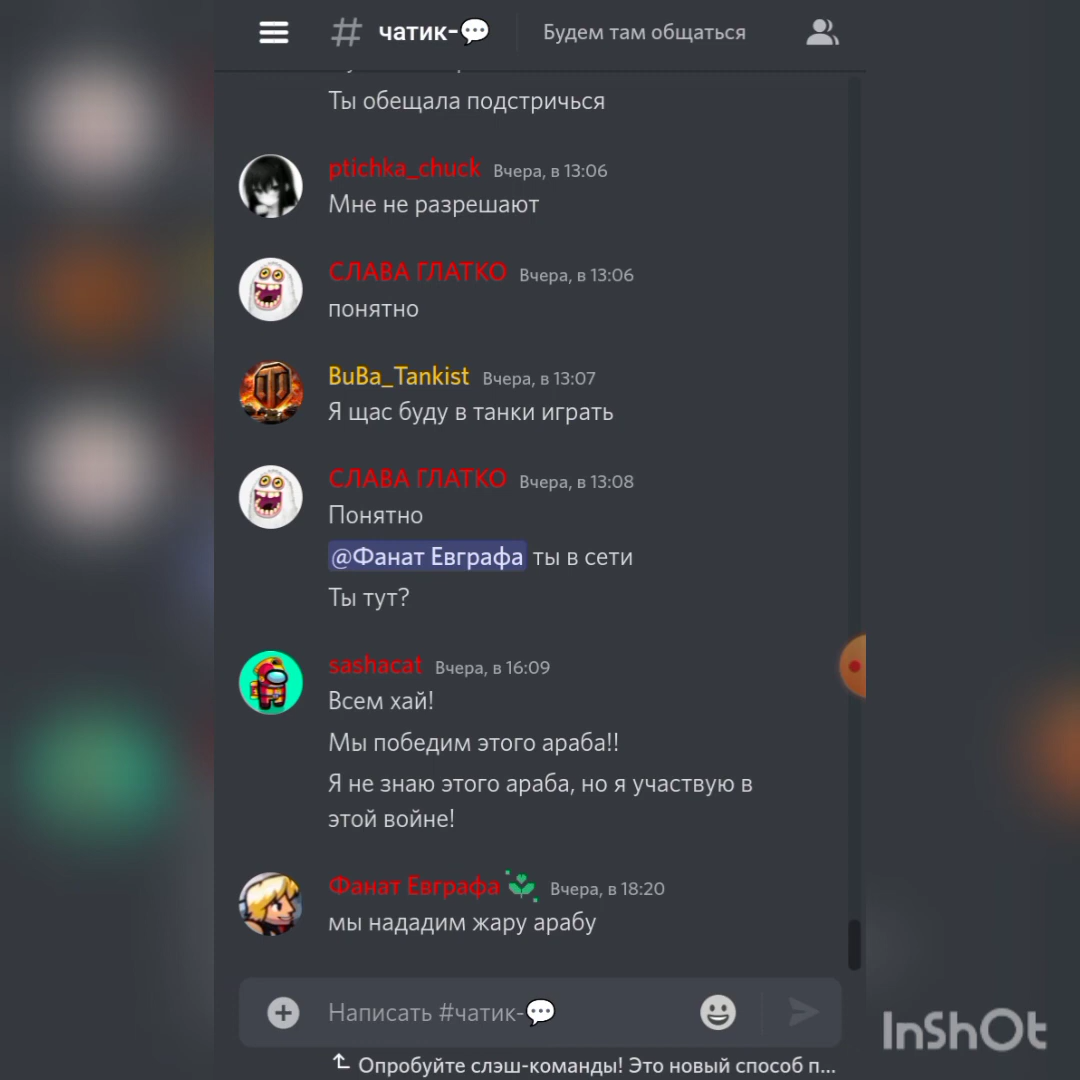 # чатик-💬 Будем там общаться
Ты обещала подстричься
ptichka_chuck Вчера, в 13:06
Мне не разрешают
СЛАВА ГЛАТКО Вчера, в 13:06
понятно
BuBa_Tankist Вчера, в 13:07
Я щас буду в танки играть
СЛАВА ГЛАТКО Вчера, в 13:08
Понятно
@Фанат Евграфа ты в сети
Ты тут?
sashacat Вчера, в 16:09
Всем хай!
Мы победим этого араба!!
Я не знаю этого араба, но я участвую в
этой войне!
Фанат Евграфа Вчера, в 18:20
мы нададим жару арабу
Написать #чатик-💬
Опробуйте слэш-команды! Это новый способ п...
InShOt